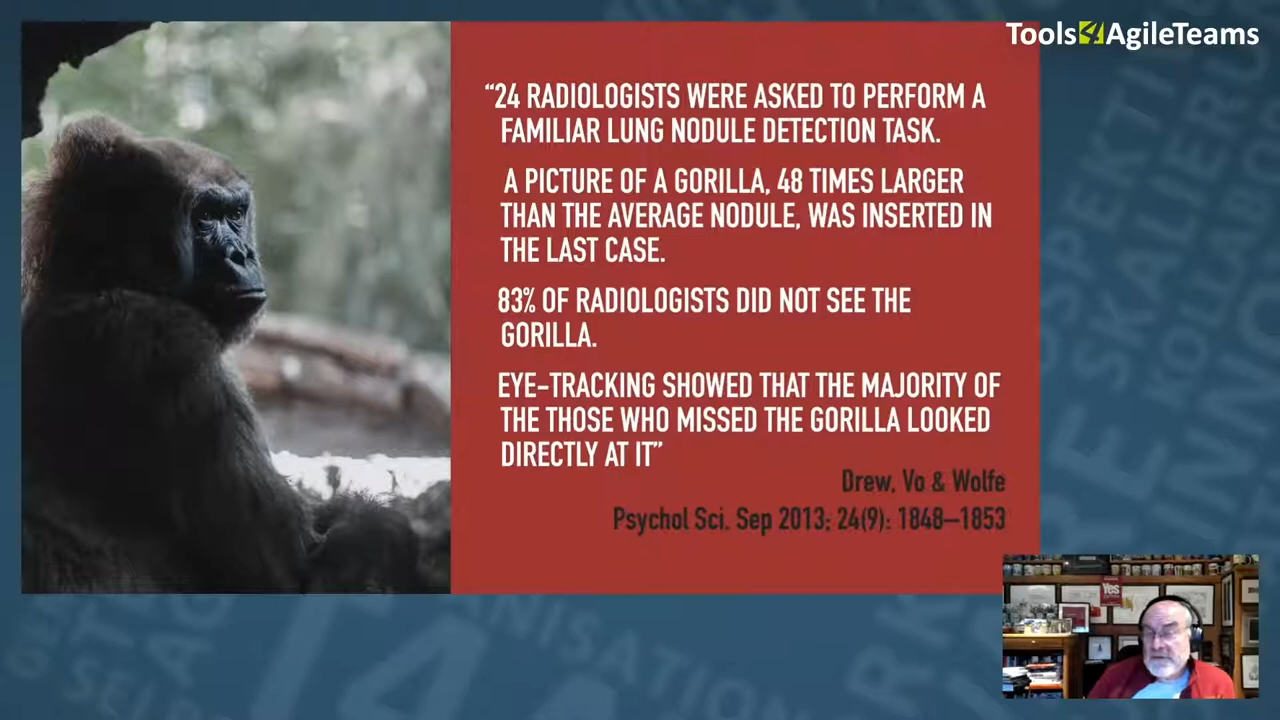 Tools4AgileTeams
“24 RADIOLOGISTS WERE ASKED TO PERFORM A
FAMILIAR LUNG NODULE DETECTION TASK.
A PICTURE OF A GORILLA, 48 TIMES LARGER
THAN THE AVERAGE NODULE, WAS INSERTED IN
THE LAST CASE.
83% OF RADIOLOGISTS DID NOT SEE THE
GORILLA.
EYE-TRACKING SHOWED THAT THE MAJORITY OF
THE THOSE WHO MISSED THE GORILLA LOOKED
DIRECTLY AT IT”
Drew, Vo & Wolfe
Psychol Sci. Sep 2013; 24(9): 1848–1853
Yes